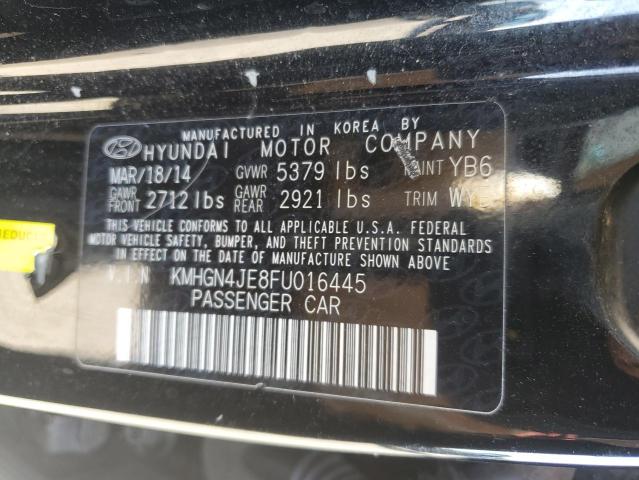 MANUFACTURED IN KOREA BY
HYUNDAI MOTOR COMPANY
MAR/18/14 GVWR 5379 lbs PAINT YB6
GAWR FRONT 2712 lbs GAWR REAR 2921 lbs TRIM
THIS VEHICLE CONFORMS TO ALL APPLICABLE U.S.A. FEDERAL
MOTOR VEHICLE SAFETY, BUMPER, AND THEFT PREVENTION STANDARDS
IN EFFECT ON THE DATE OF MANUFACTURE SHOWN ABOVE
V.I.N KMHGN4JE8FU016445
PASSENGER CAR